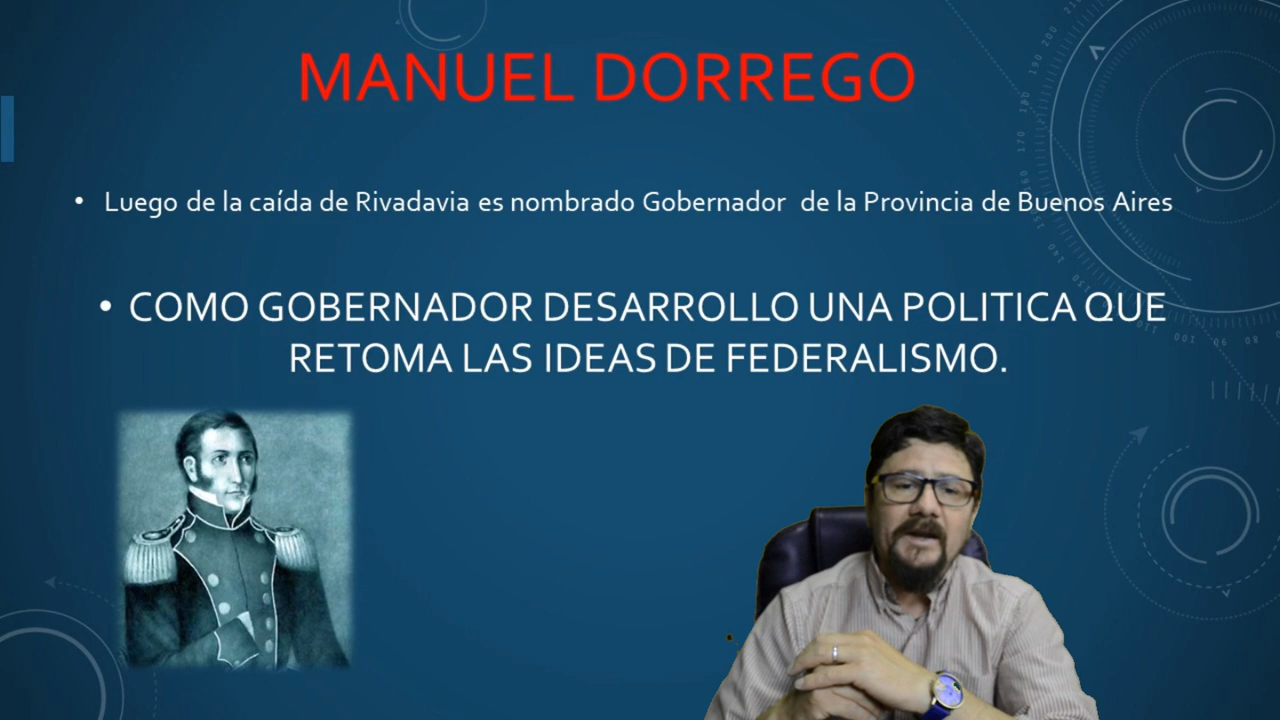 MANUEL DORREGO
• Luego de la caída de Rivadavia es nombrado Gobernador de la Provincia de Buenos Aires
• COMO GOBERNADOR DESARROLLO UNA POLITICA QUE
RETOMA LAS IDEAS DE FEDERALISMO.